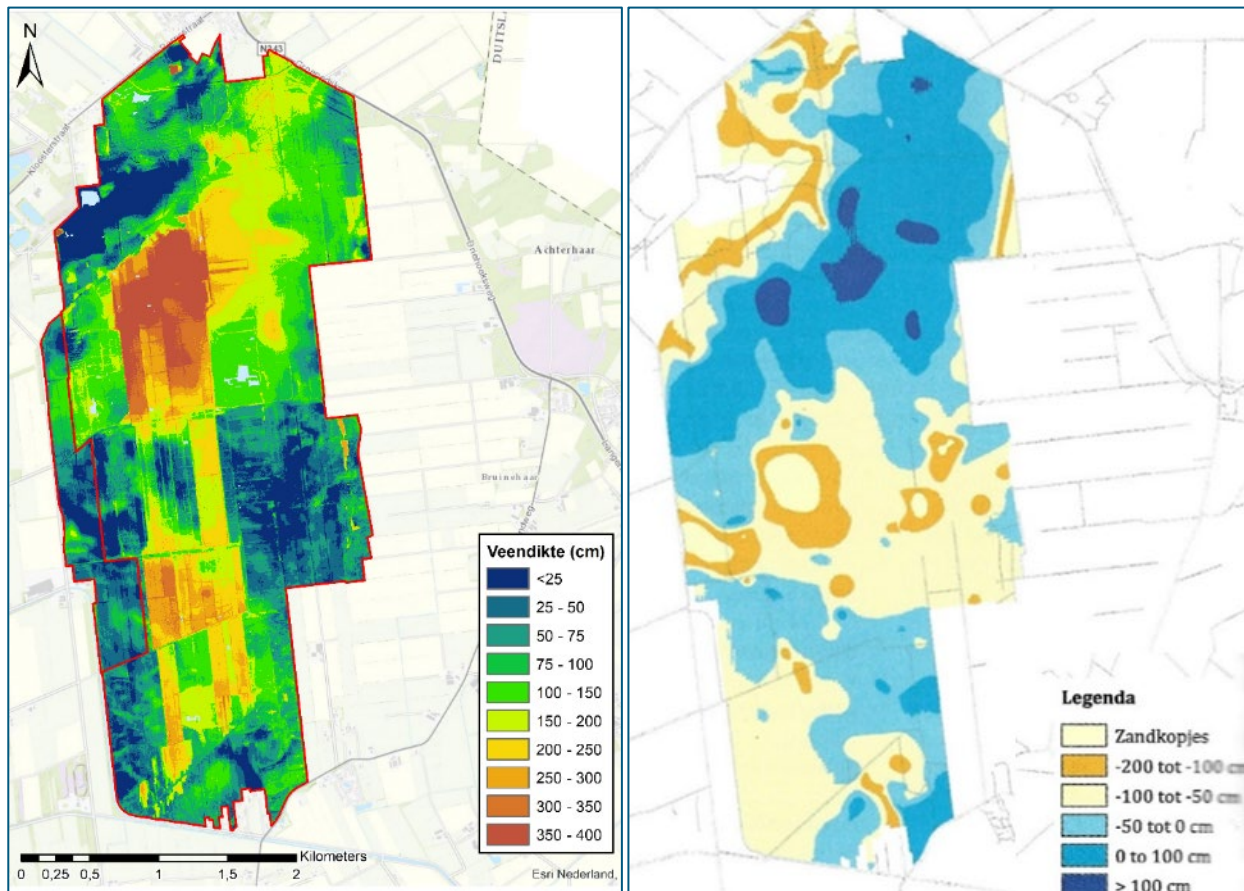 N
N343
DUITSL
Kloosterstraat
Achterhaar
Bruinehaar
Veendikte (cm)
<25
25 - 50
50 - 75
75 - 100
100 - 150
150 - 200
200 - 250
250 - 300
300 - 350
350 - 400
Kilometers
0 0,25 0,5 1 1,5 2
Esri Nederland,
Legenda
Zandkopjes
-200 tot -100 cm
-100 tot -50 cm
-50 tot 0 cm
0 to 100 cm
> 100 cm